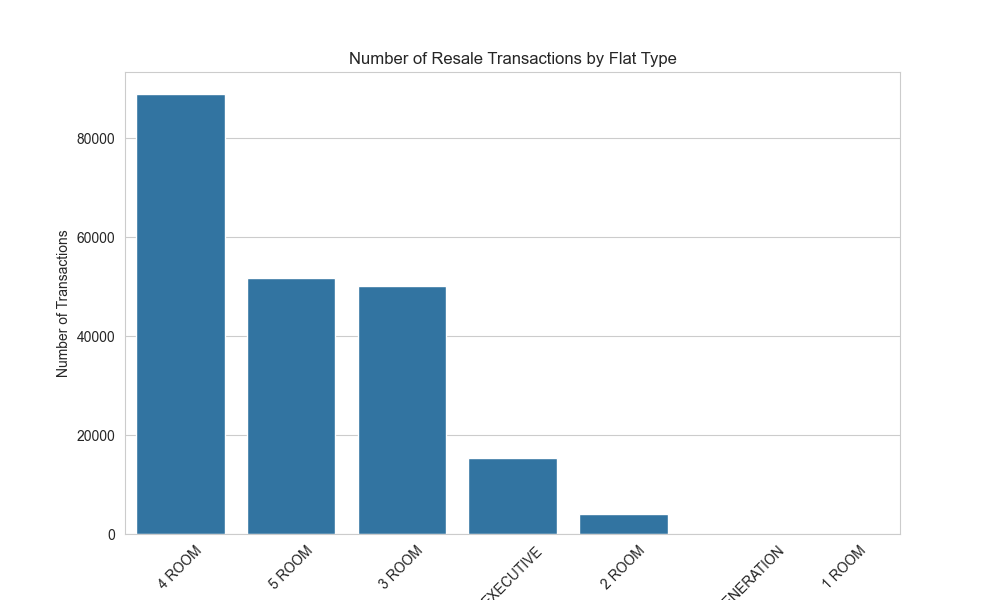 Number of Resale Transactions by Flat Type
Number of Transactions
80000
60000
40000
20000
0
4 ROOM
5 ROOM
3 ROOM
EXECUTIVE
2 ROOM
ENERATION
1 ROOM